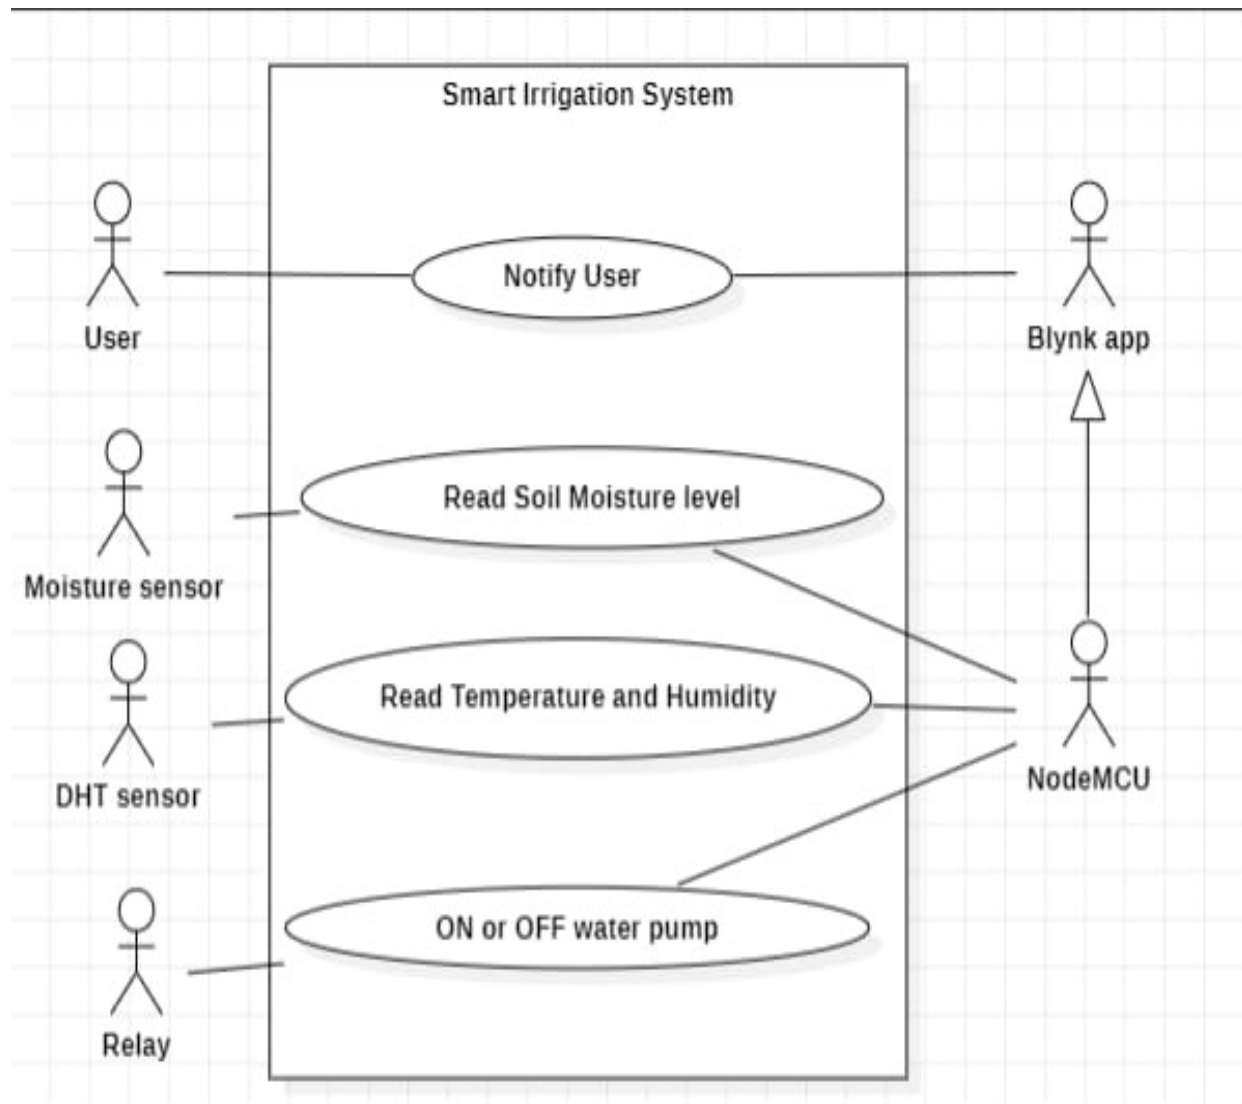 Smart Irrigation System
Notify User
User
Blynk app
Read Soil Moisture level
Moisture sensor
Read Temperature and Humidity
DHT sensor
NodeMCU
ON or OFF water pump
Relay